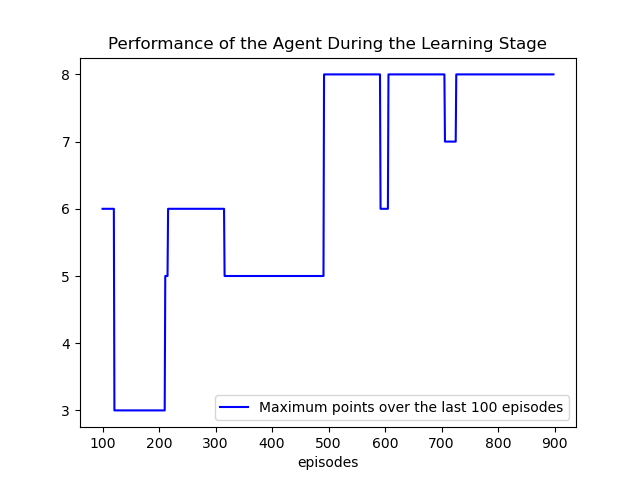 Performance of the Agent During the Learning Stage
8
7
6
5
4
3
Maximum points over the last 100 episodes
100 200 300 400 500 600 700 800 900
episodes